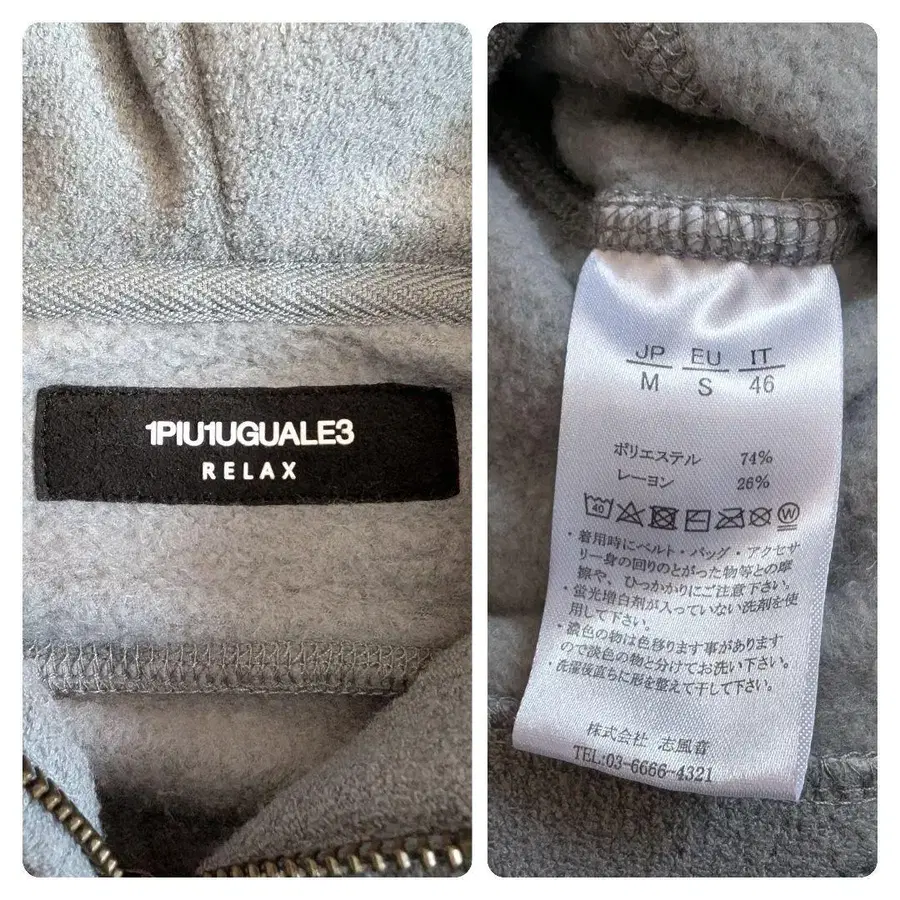 1PIU1UGUALE3
RELAX
JP EU IT
M S 46
ポリエステル 74%
レーヨン 26%
40
W
・着用時にベルト・バッグ・アクセサ
リー身の回りのとがった物等との摩
擦や、ひっかかりにご注意下さい。
・蛍光増白剤が入っていない洗剤を使
用して下さい。
・濃色の物は色移りします事があります
ので淡色の物と分けてお洗い下さい。
・洗濯後直ちに形を整えて干して下さい。
株式会社 志風音
TEL:03-6666-4321